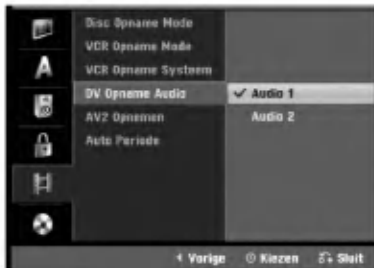 Disc Opname Mode
VCR Opname Mode
VCR Opname Systeem
DV Opname Audio
✓ Audio 1
AV2 Opnemen
Audio 2
Auto Periode
Vorige
Kiezen
Sluit